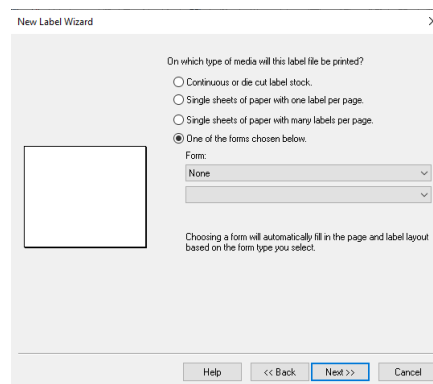 New Label Wizard
On which type of media will this label file be printed?
Continuous or die cut label stock.
Single sheets of paper with one label per page.
Single sheets of paper with many labels per page.
One of the forms chosen below.
Form:
None
Choosing a form will automatically fill in the page and label layout
based on the form type you select.
Help << Back Next >> Cancel